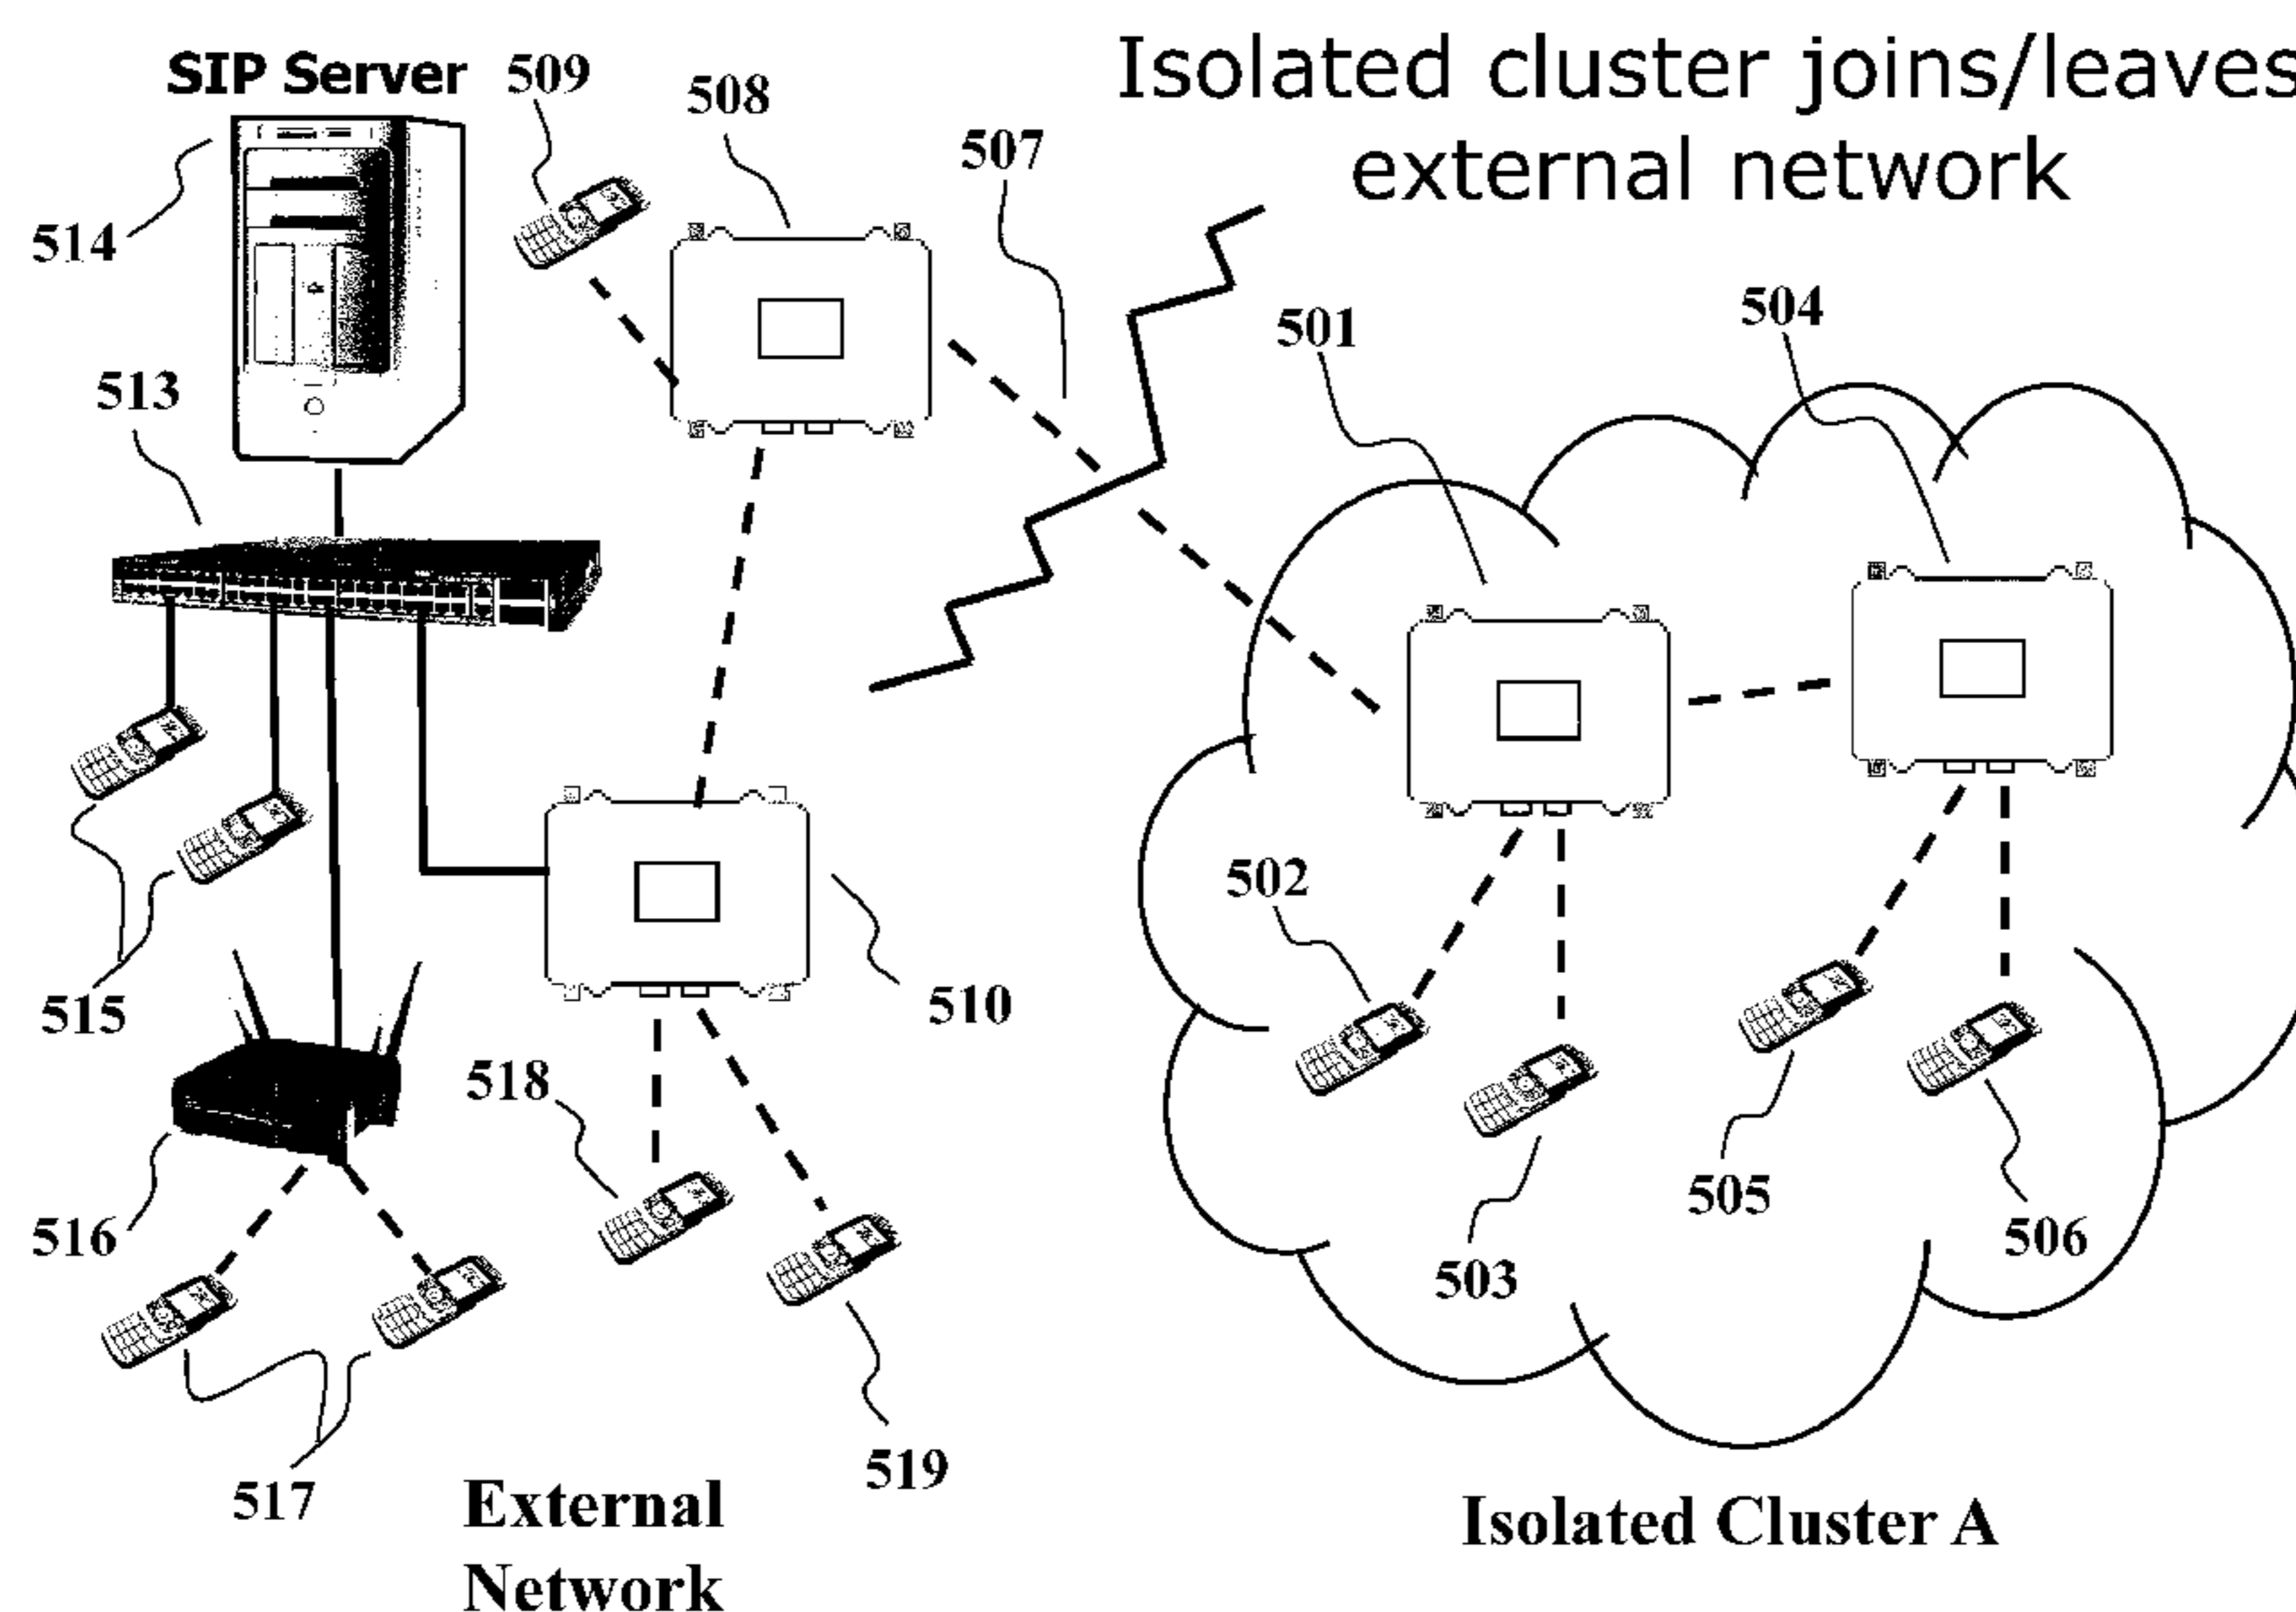 Isolated cluster joins/leaves
external network
SIP Server
509
508
507
514
501
504
513
502
515
510
518
505
516
506
503
519
517
External
Network
Isolated Cluster A